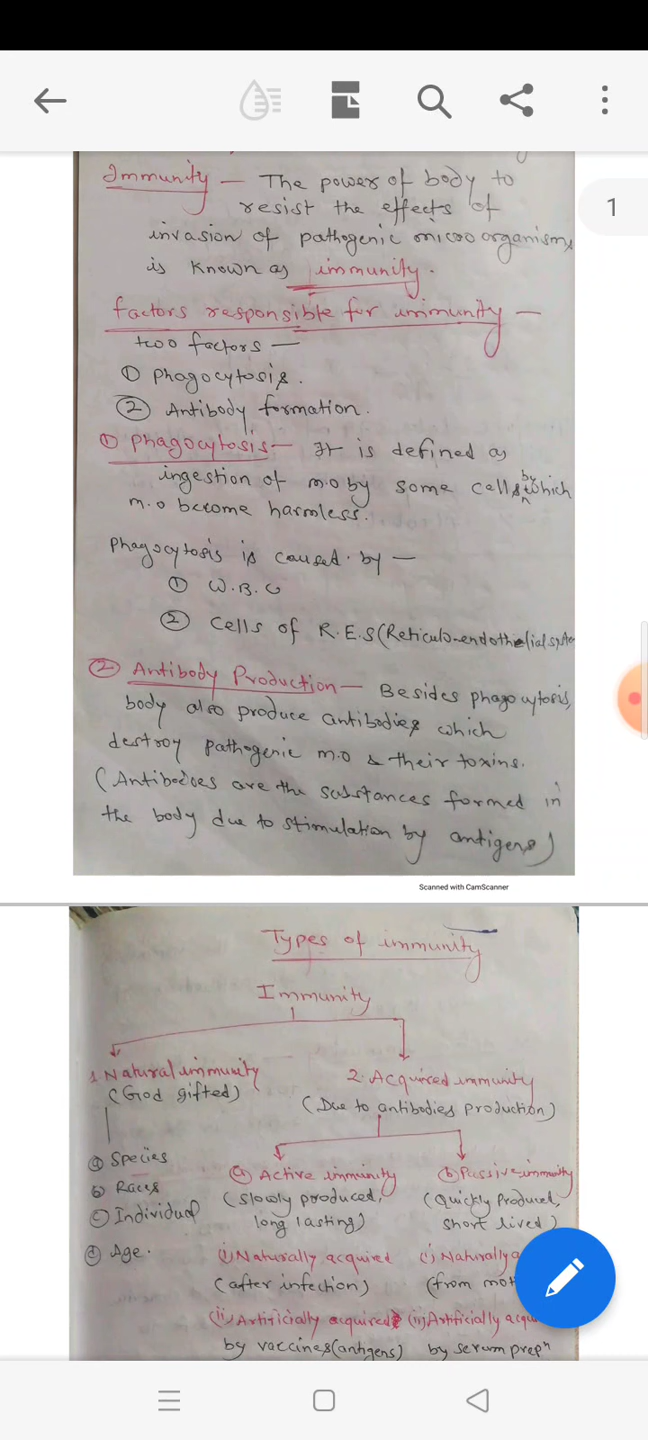 1
Immunity - The power of body to
resist the effects of
invasion of pathogenic micro organisms
is known as immunity.
factors responsible for immunity -
two factors -
① Phagocytosis.
② Antibody formation.
① Phagocytosis - It is defined as
ingestion of m.o by some cells by which
m.o become harmless.
Phagocytosis is caused by -
① W.B.C
② Cells of R.E.S (Reticulo-endothelial syste
② Antibody Production - Besides phagocytosis,
body also produce antibodies which
destroy pathogenic m.o & their toxins.
(Antibodies are the substances formed in
the body due to stimulation by antigens)
Scanned with CamScanner
Types of immunity
Immunity
1 Natural immunity
(God gifted)
2. Acquired immunity
(Due to antibodies production)
ⓐ Species
ⓑ Races
ⓒ Individual
ⓓ Age.
ⓐ Active immunity
(Slowly produced,
long lasting)
(i) Naturally acquired
(after infection)
(ii) Artificially acquired
by vaccines (antigens)
ⓑ Passive immunity
(Quickly Produced,
short lived)
(i) Naturally a
(from mot
(ii) Artificially acqu
by serum prepⁿ